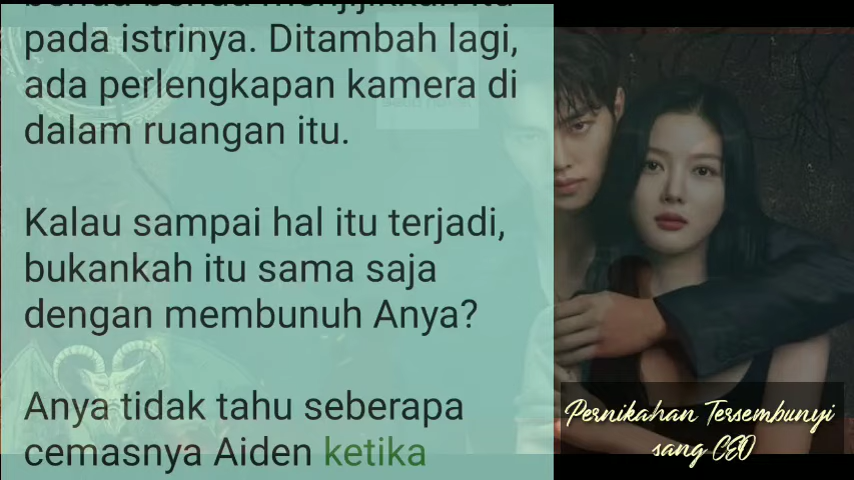 pada istrinya. Ditambah lagi,
ada perlengkapan kamera di
dalam ruangan itu.
Kalau sampai hal itu terjadi,
bukankah itu sama saja
dengan membunuh Anya?
Anya tidak tahu seberapa
cemasnya Aiden ketika
Pernikahan Tersembunyi
sang CEO